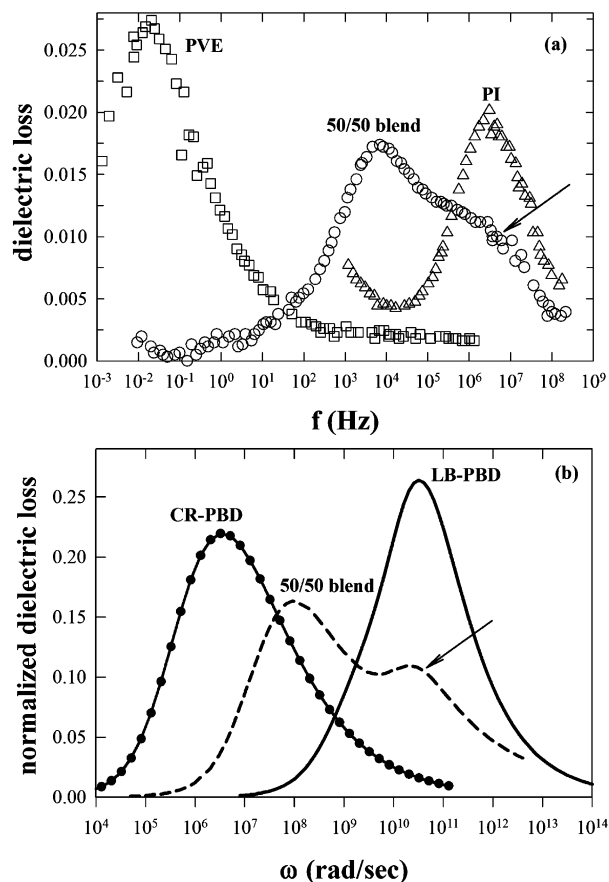 (a)
PVE
PI
50/50 blend
dielectric loss
0.025
0.020
0.015
0.010
0.005
0.000
10⁻³ 10⁻² 10⁻¹ 10⁰ 10¹ 10² 10³ 10⁴ 10⁵ 10⁶ 10⁷ 10⁸ 10⁹
f (Hz)
LB-PBD (b)
CR-PBD
50/50 blend
normalized dielectric loss
0.25
0.20
0.15
0.10
0.05
0.00
10⁴ 10⁵ 10⁶ 10⁷ 10⁸ 10⁹ 10¹⁰ 10¹¹ 10¹² 10¹³ 10¹⁴
ω (rad/sec)